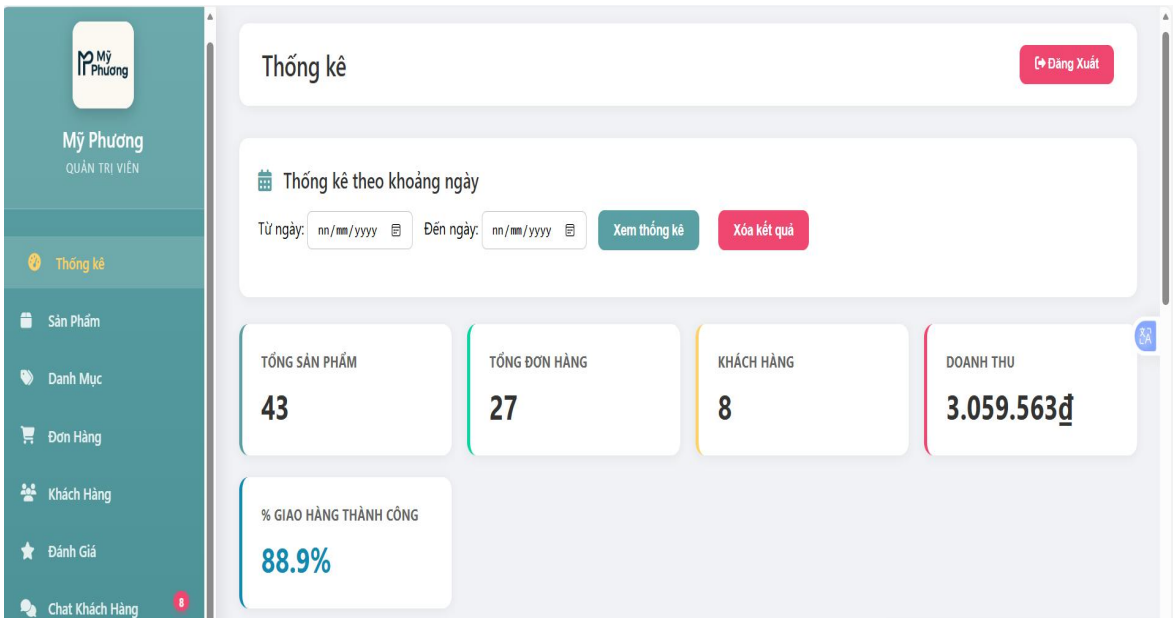 Mỹ
Phương
Mỹ Phương
QUẢN TRỊ VIÊN
Thống kê
Sản Phẩm
Danh Mục
Đơn Hàng
Khách Hàng
Đánh Giá
Chat Khách Hàng 8
Thống kê
Đăng Xuất
Thống kê theo khoảng ngày
Từ ngày: nn/mm/yyyy Đến ngày: nn/mm/yyyy Xem thống kê Xóa kết quả
TỔNG SẢN PHẨM
43
TỔNG ĐƠN HÀNG
27
KHÁCH HÀNG
8
DOANH THU
3.059.563₫
% GIAO HÀNG THÀNH CÔNG
88.9%